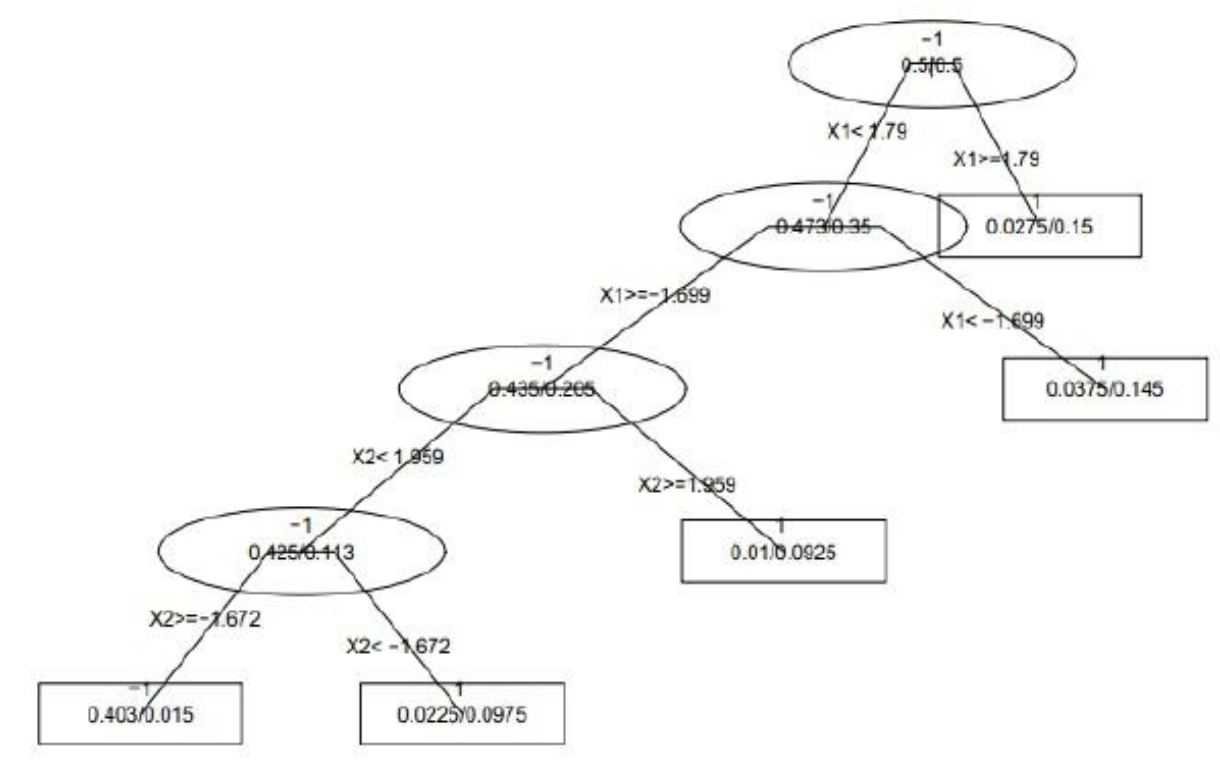 −1
0.5/0.5
X1< 1.79
X1>=1.79
−1
0.473/0.35
1
0.0275/0.15
X1>=−1.699
X1< −1.699
−1
0.435/0.205
1
0.0375/0.145
X2< 1.959
X2>=1.959
−1
0.425/0.113
1
0.01/0.0925
X2>=−1.672
X2< −1.672
−1
0.403/0.015
1
0.0225/0.0975